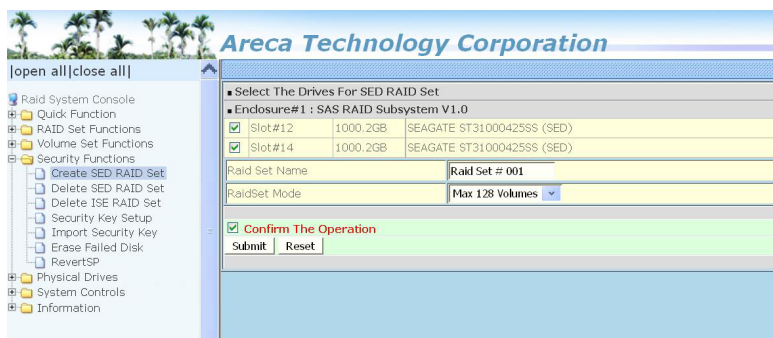 Areca Technology Corporation
|open all|close all|
Raid System Console
Quick Function
RAID Set Functions
Volume Set Functions
Security Functions
Create SED RAID Set
Delete SED RAID Set
Delete ISE RAID Set
Security Key Setup
Import Security Key
Erase Failed Disk
RevertSP
Physical Drives
System Controls
Information
Select The Drives For SED RAID Set
Enclosure#1 : SAS RAID Subsystem V1.0
Slot#12 1000.2GB SEAGATE ST31000425SS (SED)
Slot#14 1000.2GB SEAGATE ST31000425SS (SED)
Raid Set Name Raid Set # 001
RaidSet Mode Max 128 Volumes
Confirm The Operation
Submit Reset